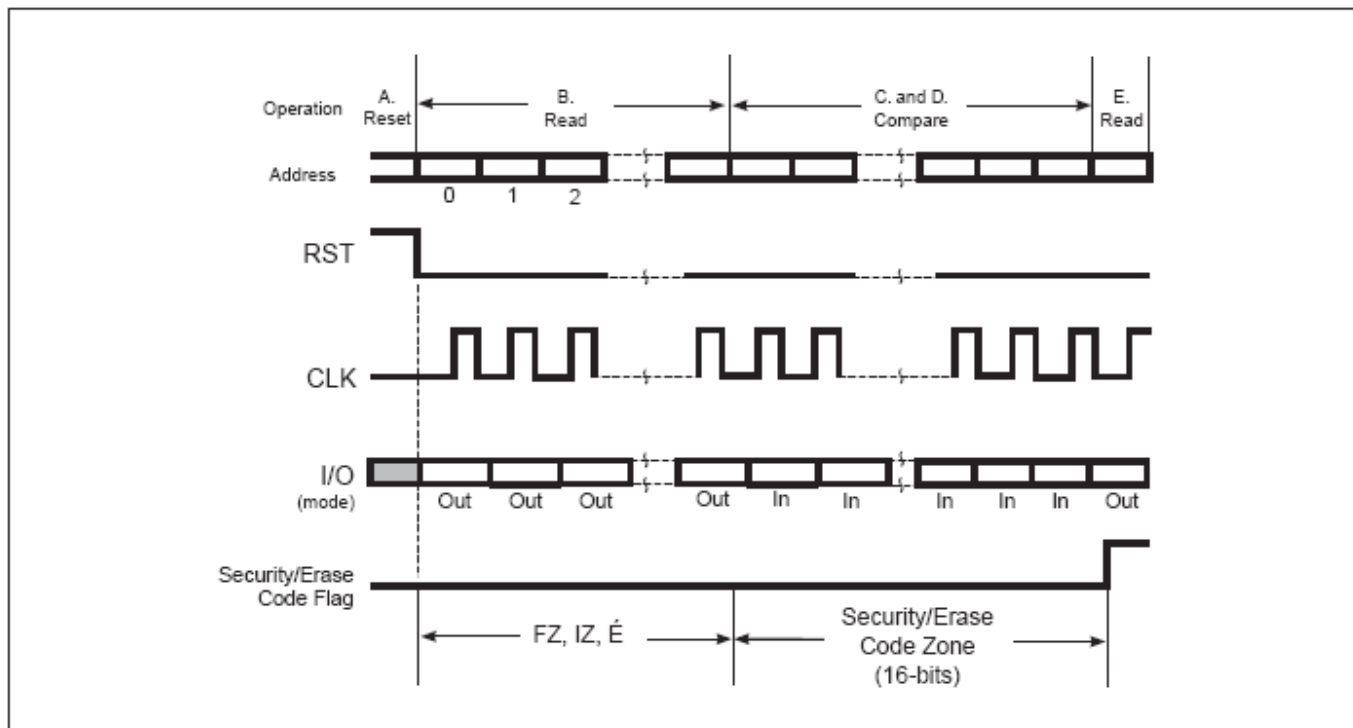 Operation
A.
Reset
B.
Read
C. and D.
Compare
E.
Read
Address
0 1 2
RST
CLK
I/O
(mode)
Out Out Out Out In In In In In Out
Security/Erase
Code Flag
FZ, IZ, É
Security/Erase
Code Zone
(16-bits)